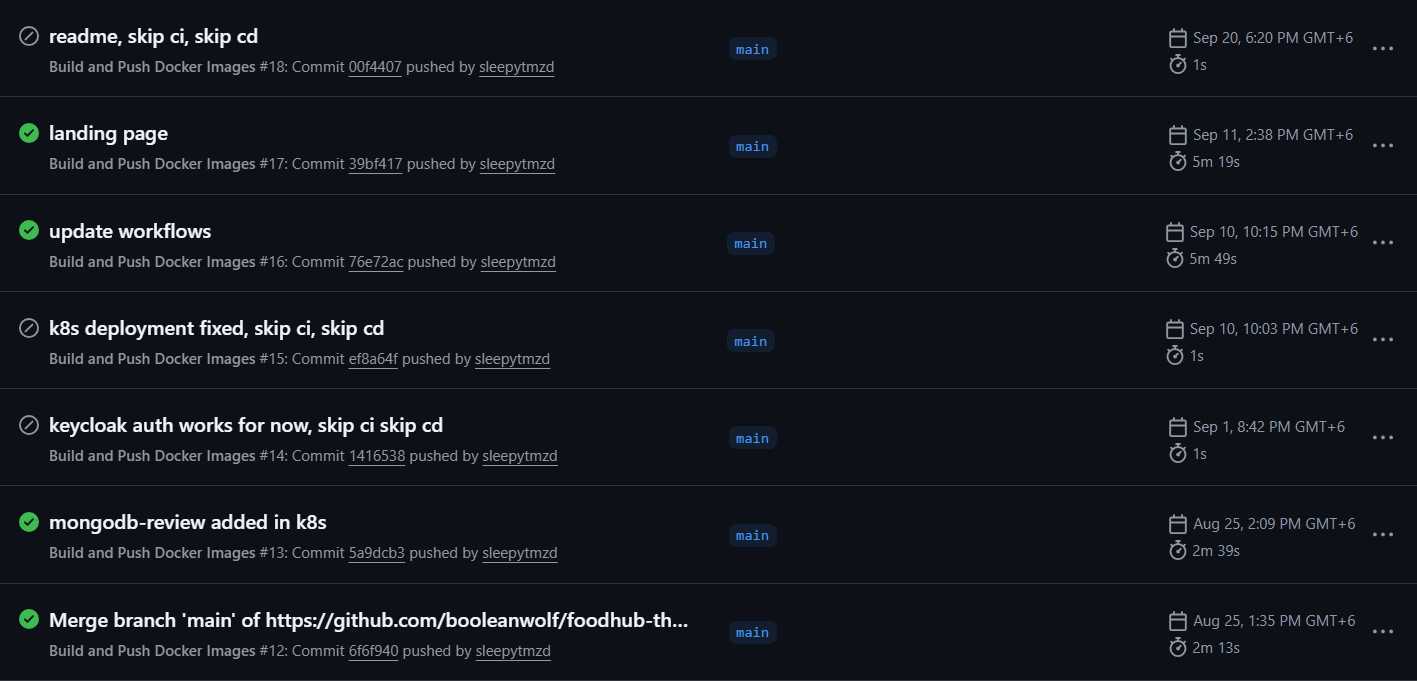 readme, skip ci, skip cd
Build and Push Docker Images #18: Commit 00f4407 pushed by sleepytmzd
main
Sep 20, 6:20 PM GMT+6
1s
landing page
Build and Push Docker Images #17: Commit 39bf417 pushed by sleepytmzd
main
Sep 11, 2:38 PM GMT+6
5m 19s
update workflows
Build and Push Docker Images #16: Commit 76e72ac pushed by sleepytmzd
main
Sep 10, 10:15 PM GMT+6
5m 49s
k8s deployment fixed, skip ci, skip cd
Build and Push Docker Images #15: Commit ef8a64f pushed by sleepytmzd
main
Sep 10, 10:03 PM GMT+6
1s
keycloak auth works for now, skip ci skip cd
Build and Push Docker Images #14: Commit 1416538 pushed by sleepytmzd
main
Sep 1, 8:42 PM GMT+6
1s
mongodb-review added in k8s
Build and Push Docker Images #13: Commit 5a9dcb3 pushed by sleepytmzd
main
Aug 25, 2:09 PM GMT+6
2m 39s
Merge branch 'main' of https://github.com/booleanwolf/foodhub-th...
Build and Push Docker Images #12: Commit 6f6f940 pushed by sleepytmzd
main
Aug 25, 1:35 PM GMT+6
2m 13s